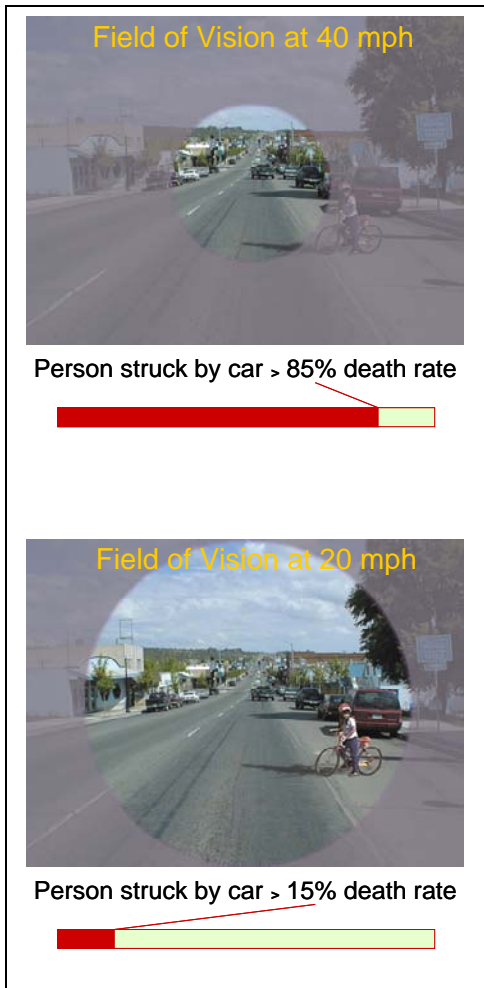 Field of Vision at 40 mph
Person struck by car > 85% death rate
Field of Vision at 20 mph
Person struck by car > 15% death rate